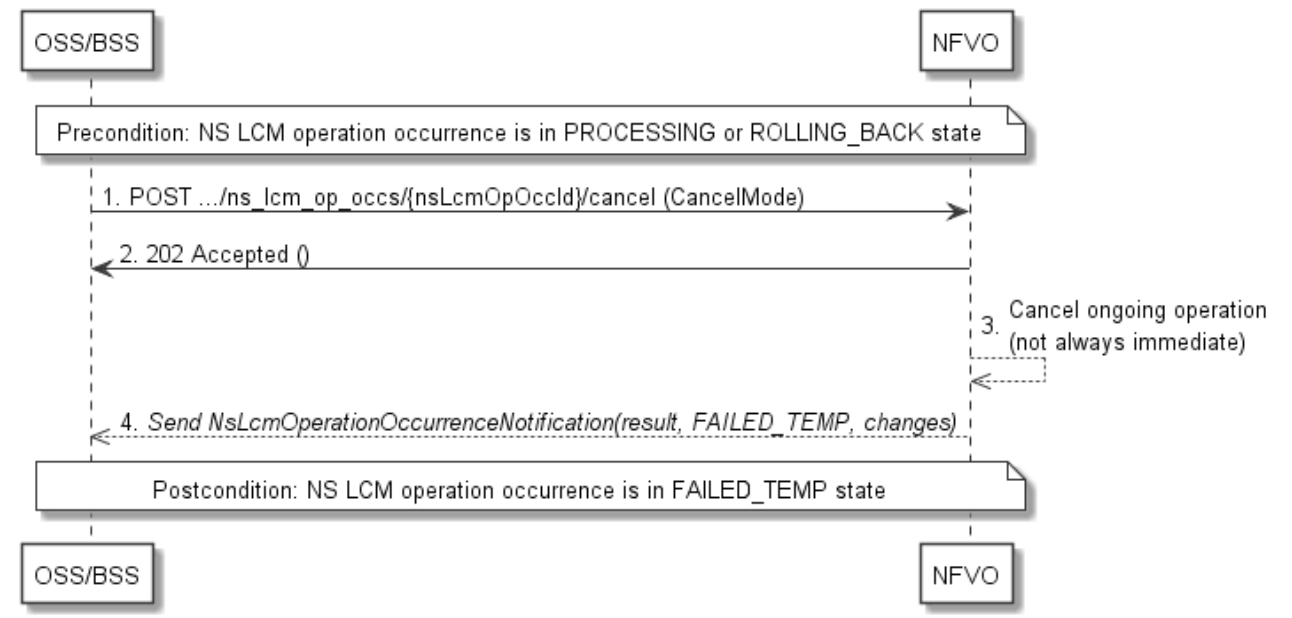 OSS/BSS
NFVO
Precondition: NS LCM operation occurrence is in PROCESSING or ROLLING_BACK state
1. POST .../ns_lcm_op_occs/{nsLcmOpOccId}/cancel (CancelMode)
2. 202 Accepted ()
3. Cancel ongoing operation
(not always immediate)
4. Send NsLcmOperationOccurrenceNotification(result, FAILED_TEMP, changes)
Postcondition: NS LCM operation occurrence is in FAILED_TEMP state
OSS/BSS
NFVO